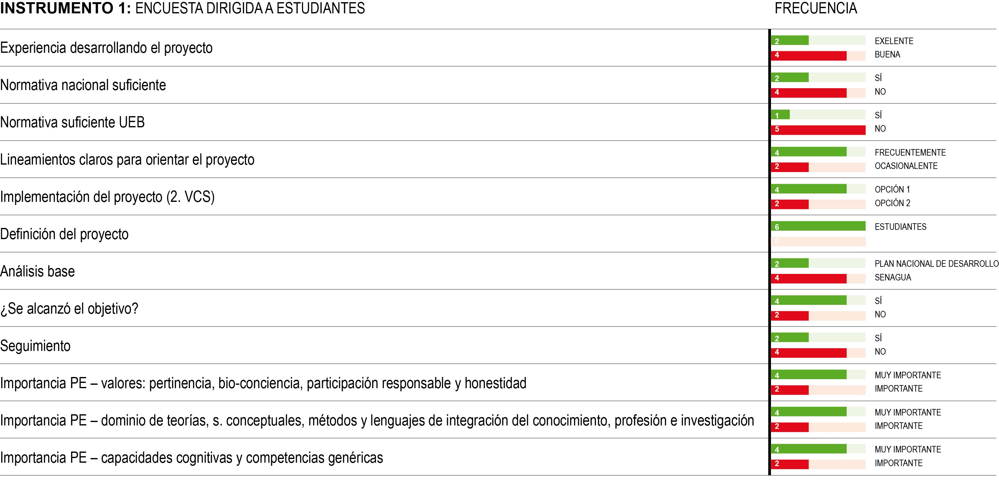 INSTRUMENTO 1: ENCUESTA DIRIGIDA A ESTUDIANTES FRECUENCIA
Experiencia desarrollando el proyecto
2 EXELENTE
4 BUENA
Normativa nacional suficiente
2 SÍ
4 NO
Normativa suficiente UEB
1 SÍ
5 NO
Lineamientos claros para orientar el proyecto
4 FRECUENTEMENTE
2 OCASIONALENTE
Implementación del proyecto (2. VCS)
4 OPCIÓN 1
2 OPCIÓN 2
Definición del proyecto
6 ESTUDIANTES
0
Análisis base
2 PLAN NACIONAL DE DESARROLLO
4 SENAGUA
¿Se alcanzó el objetivo?
4 SÍ
2 NO
Seguimiento
2 SÍ
4 NO
Importancia PE – valores: pertinencia, bio-conciencia, participación responsable y honestidad
4 MUY IMPORTANTE
2 IMPORTANTE
Importancia PE – dominio de teorías, s. conceptuales, métodos y lenguajes de integración del conocimiento, profesión e investigación
4 MUY IMPORTANTE
2 IMPORTANTE
Importancia PE – capacidades cognitivas y competencias genéricas
4 MUY IMPORTANTE
2 IMPORTANTE